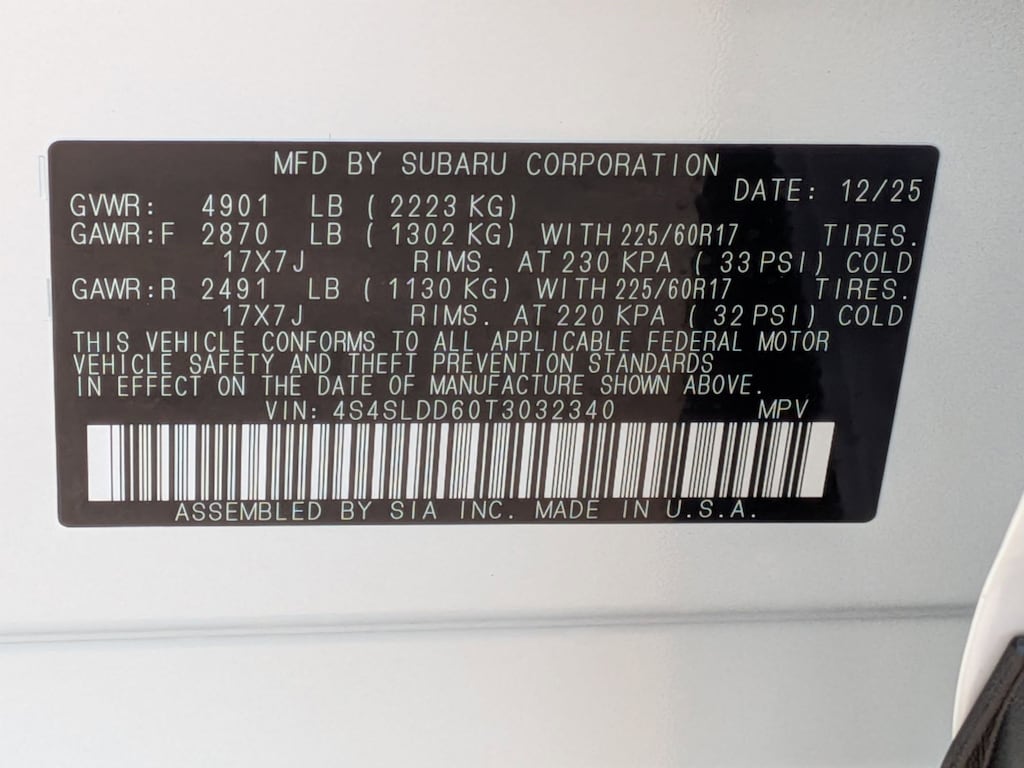 MFD BY SUBARU CORPORATION
DATE: 12/25
GVWR: 4901 LB ( 2223 KG)
GAWR:F 2870 LB ( 1302 KG) WITH 225/60R17 TIRES.
17X7J RIMS. AT 230 KPA ( 33 PSI) COLD
GAWR:R 2491 LB ( 1130 KG) WITH 225/60R17 TIRES.
17X7J RIMS. AT 220 KPA ( 32 PSI) COLD
THIS VEHICLE CONFORMS TO ALL APPLICABLE FEDERAL MOTOR
VEHICLE SAFETY AND THEFT PREVENTION STANDARDS
IN EFFECT ON THE DATE OF MANUFACTURE SHOWN ABOVE.
VIN: 4S4SLDD60T3032340 MPV
ASSEMBLED BY SIA INC. MADE IN U.S.A.